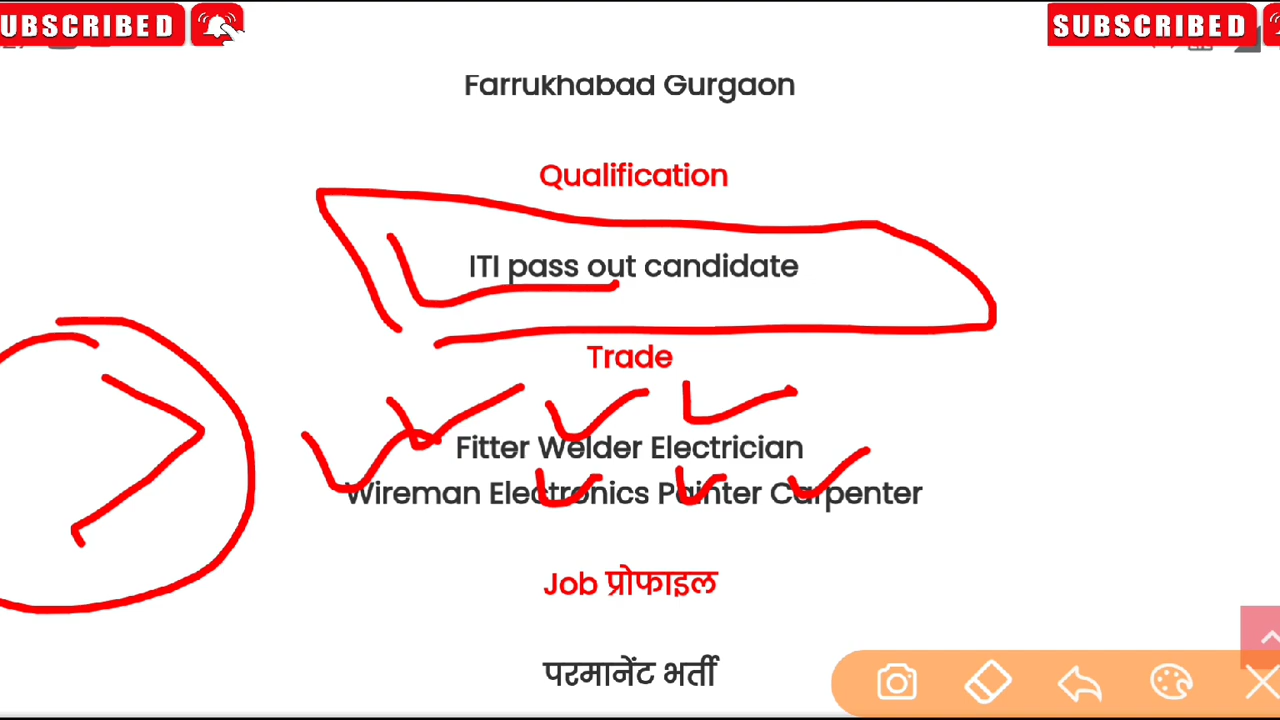 UBSCRIBED SUBSCRIBED
Farrukhabad Gurgaon
Qualification
ITI pass out candidate
Trade
Fitter Welder Electrician
Wireman Electronics Painter Carpenter
Job प्रोफाइल
परमानेंट भर्ती